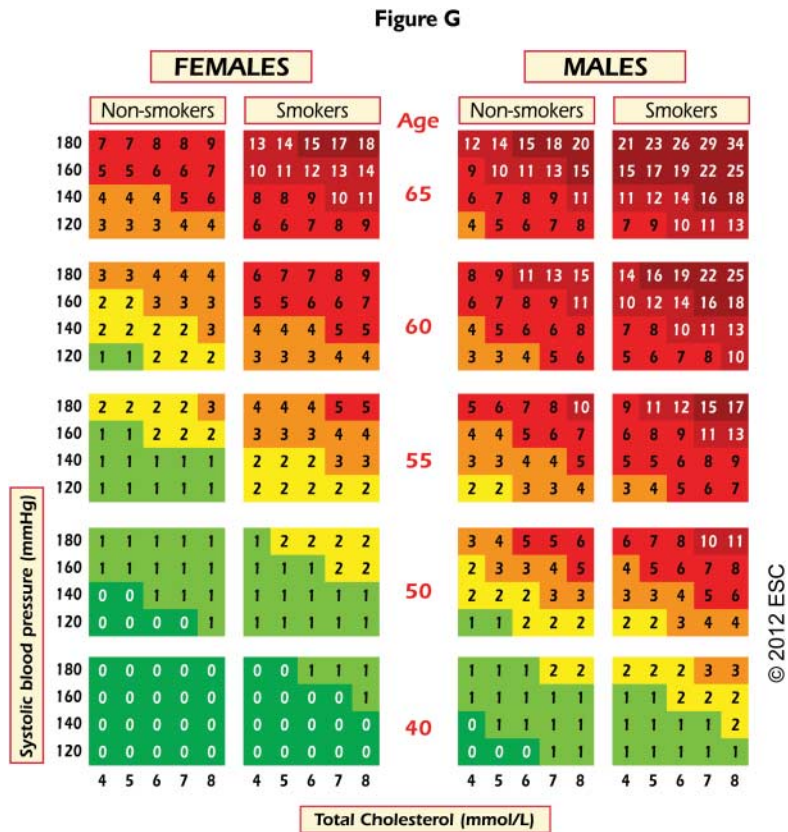 Figure G
FEMALES MALES
Non-smokers Smokers Age Non-smokers Smokers
180 7 7 8 8 9 13 14 15 17 18 12 14 15 18 20 21 23 26 29 34
160 5 5 6 6 7 10 11 12 13 14 9 10 11 13 15 15 17 19 22 25
65
140 4 4 4 5 6 8 8 9 10 11 6 7 8 9 11 11 12 14 16 18
120 3 3 3 4 4 6 6 7 8 9 4 5 6 7 8 7 9 10 11 13
180 3 3 4 4 4 6 7 7 8 9 8 9 11 13 15 14 16 19 22 25
160 2 2 3 3 3 5 5 6 6 7 6 7 8 9 11 10 12 14 16 18
60
140 2 2 2 2 3 4 4 4 5 5 4 5 6 6 8 7 8 10 11 13
120 1 1 2 2 2 3 3 3 4 4 3 3 4 5 6 5 6 7 8 10
180 2 2 2 2 3 4 4 4 5 5 5 6 7 8 10 9 11 12 15 17
160 1 1 2 2 2 3 3 3 4 4 4 4 5 6 7 6 8 9 11 13
55
140 1 1 1 1 1 2 2 2 3 3 3 3 4 4 5 5 5 6 8 9
120 1 1 1 1 1 2 2 2 2 2 2 2 3 3 4 3 4 5 6 7
180 1 1 1 1 1 1 2 2 2 2 3 4 5 5 6 6 7 8 10 11
160 1 1 1 1 1 1 1 1 2 2 2 3 3 4 5 4 5 6 7 8
50
140 0 0 1 1 1 1 1 1 1 1 2 2 2 3 3 3 3 4 5 6
120 0 0 0 0 1 1 1 1 1 1 1 1 2 2 2 2 2 3 4 4
180 0 0 0 0 0 0 0 1 1 1 1 1 1 2 2 2 2 2 3 3
160 0 0 0 0 0 0 0 0 0 1 1 1 1 1 1 1 1 2 2 2
40
140 0 0 0 0 0 0 0 0 0 0 0 1 1 1 1 1 1 1 1 2
120 0 0 0 0 0 0 0 0 0 0 0 0 0 1 1 1 1 1 1 1
4 5 6 7 8 4 5 6 7 8 4 5 6 7 8 4 5 6 7 8
Systolic blood pressure (mmHg)
Total Cholesterol (mmol/L)
© 2012 ESC